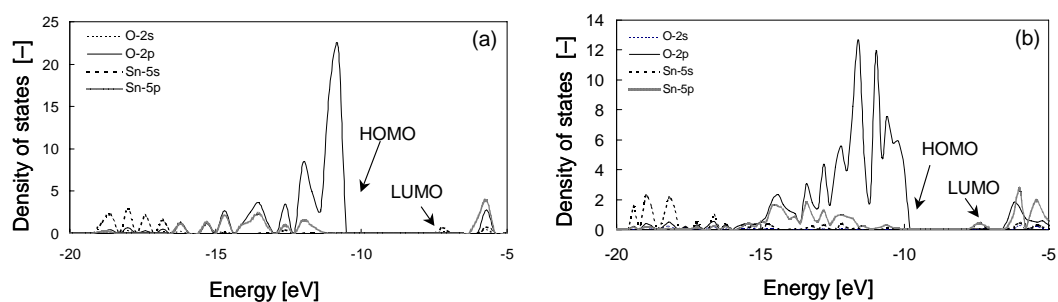 (a)
O-2s
O-2p
Sn-5s
Sn-5p
Density of states [−]
25
20
15
10
5
0
HOMO
LUMO
-20
-15
-10
-5
Energy [eV]
(b)
O-2s
O-2p
Sn-5s
Sn-5p
Density of states [−]
14
12
10
8
6
4
2
0
HOMO
LUMO
-20
-15
-10
-5
Energy [eV]